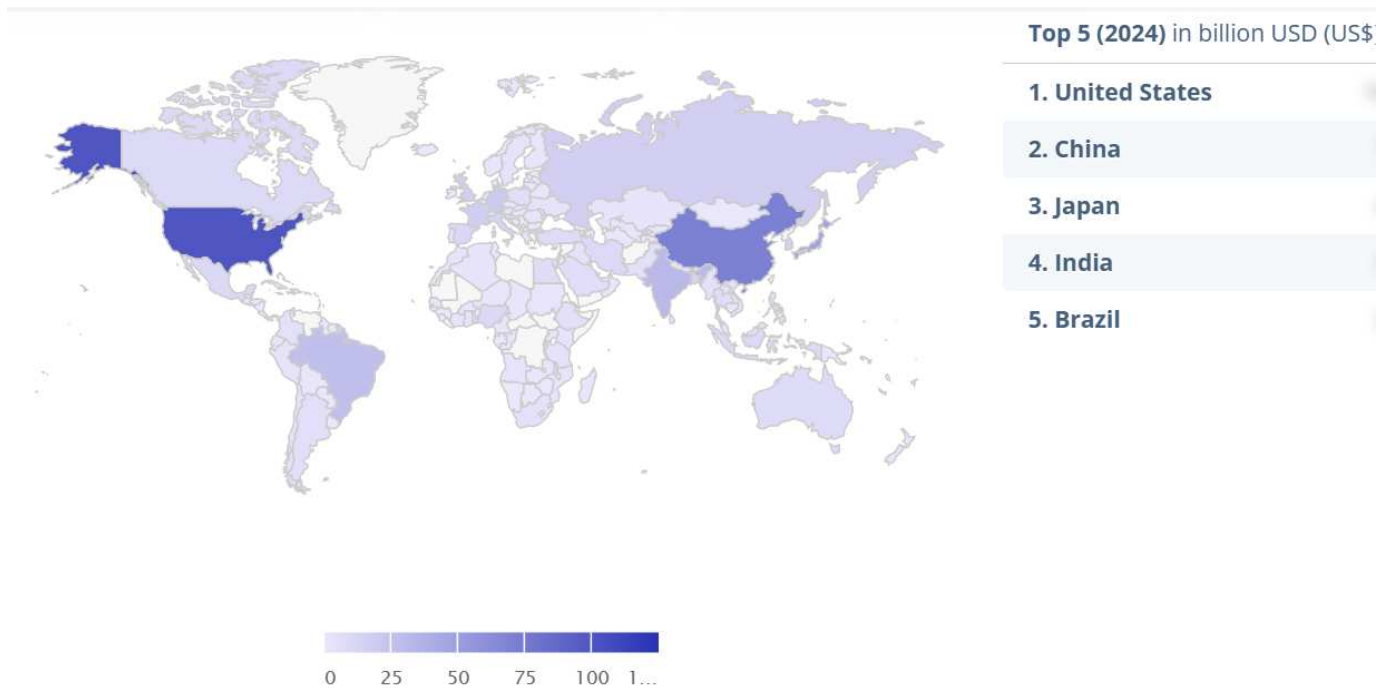 Top 5 (2024) in billion USD (US$)
1. United States
2. China
3. Japan
4. India
5. Brazil
0 25 50 75 100 1...